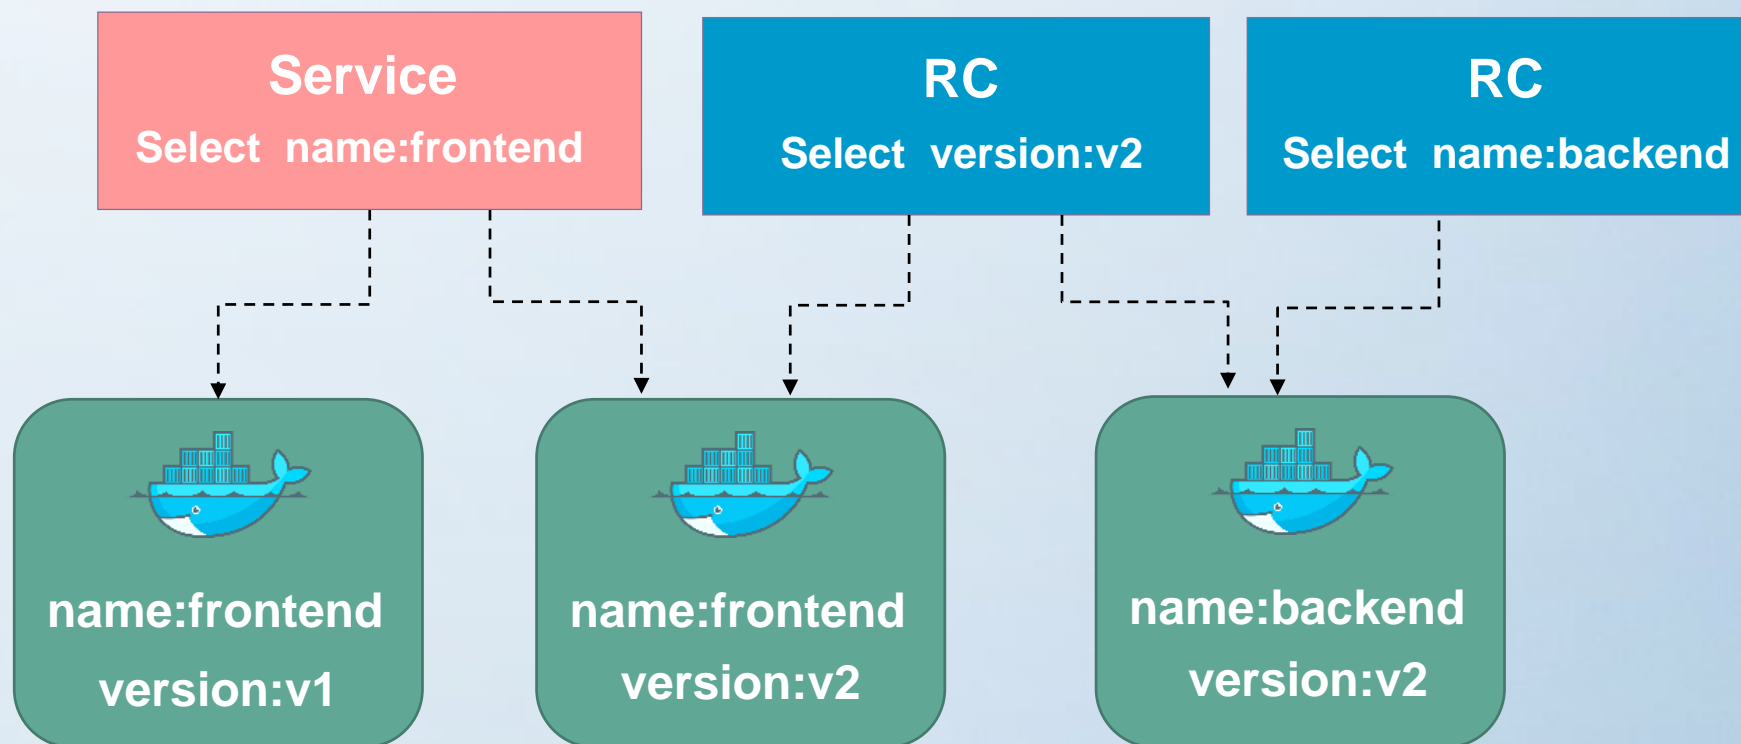 Service
Select name:frontend
RC
Select version:v2
RC
Select name:backend
name:frontend
version:v1
name:frontend
version:v2
name:backend
version:v2